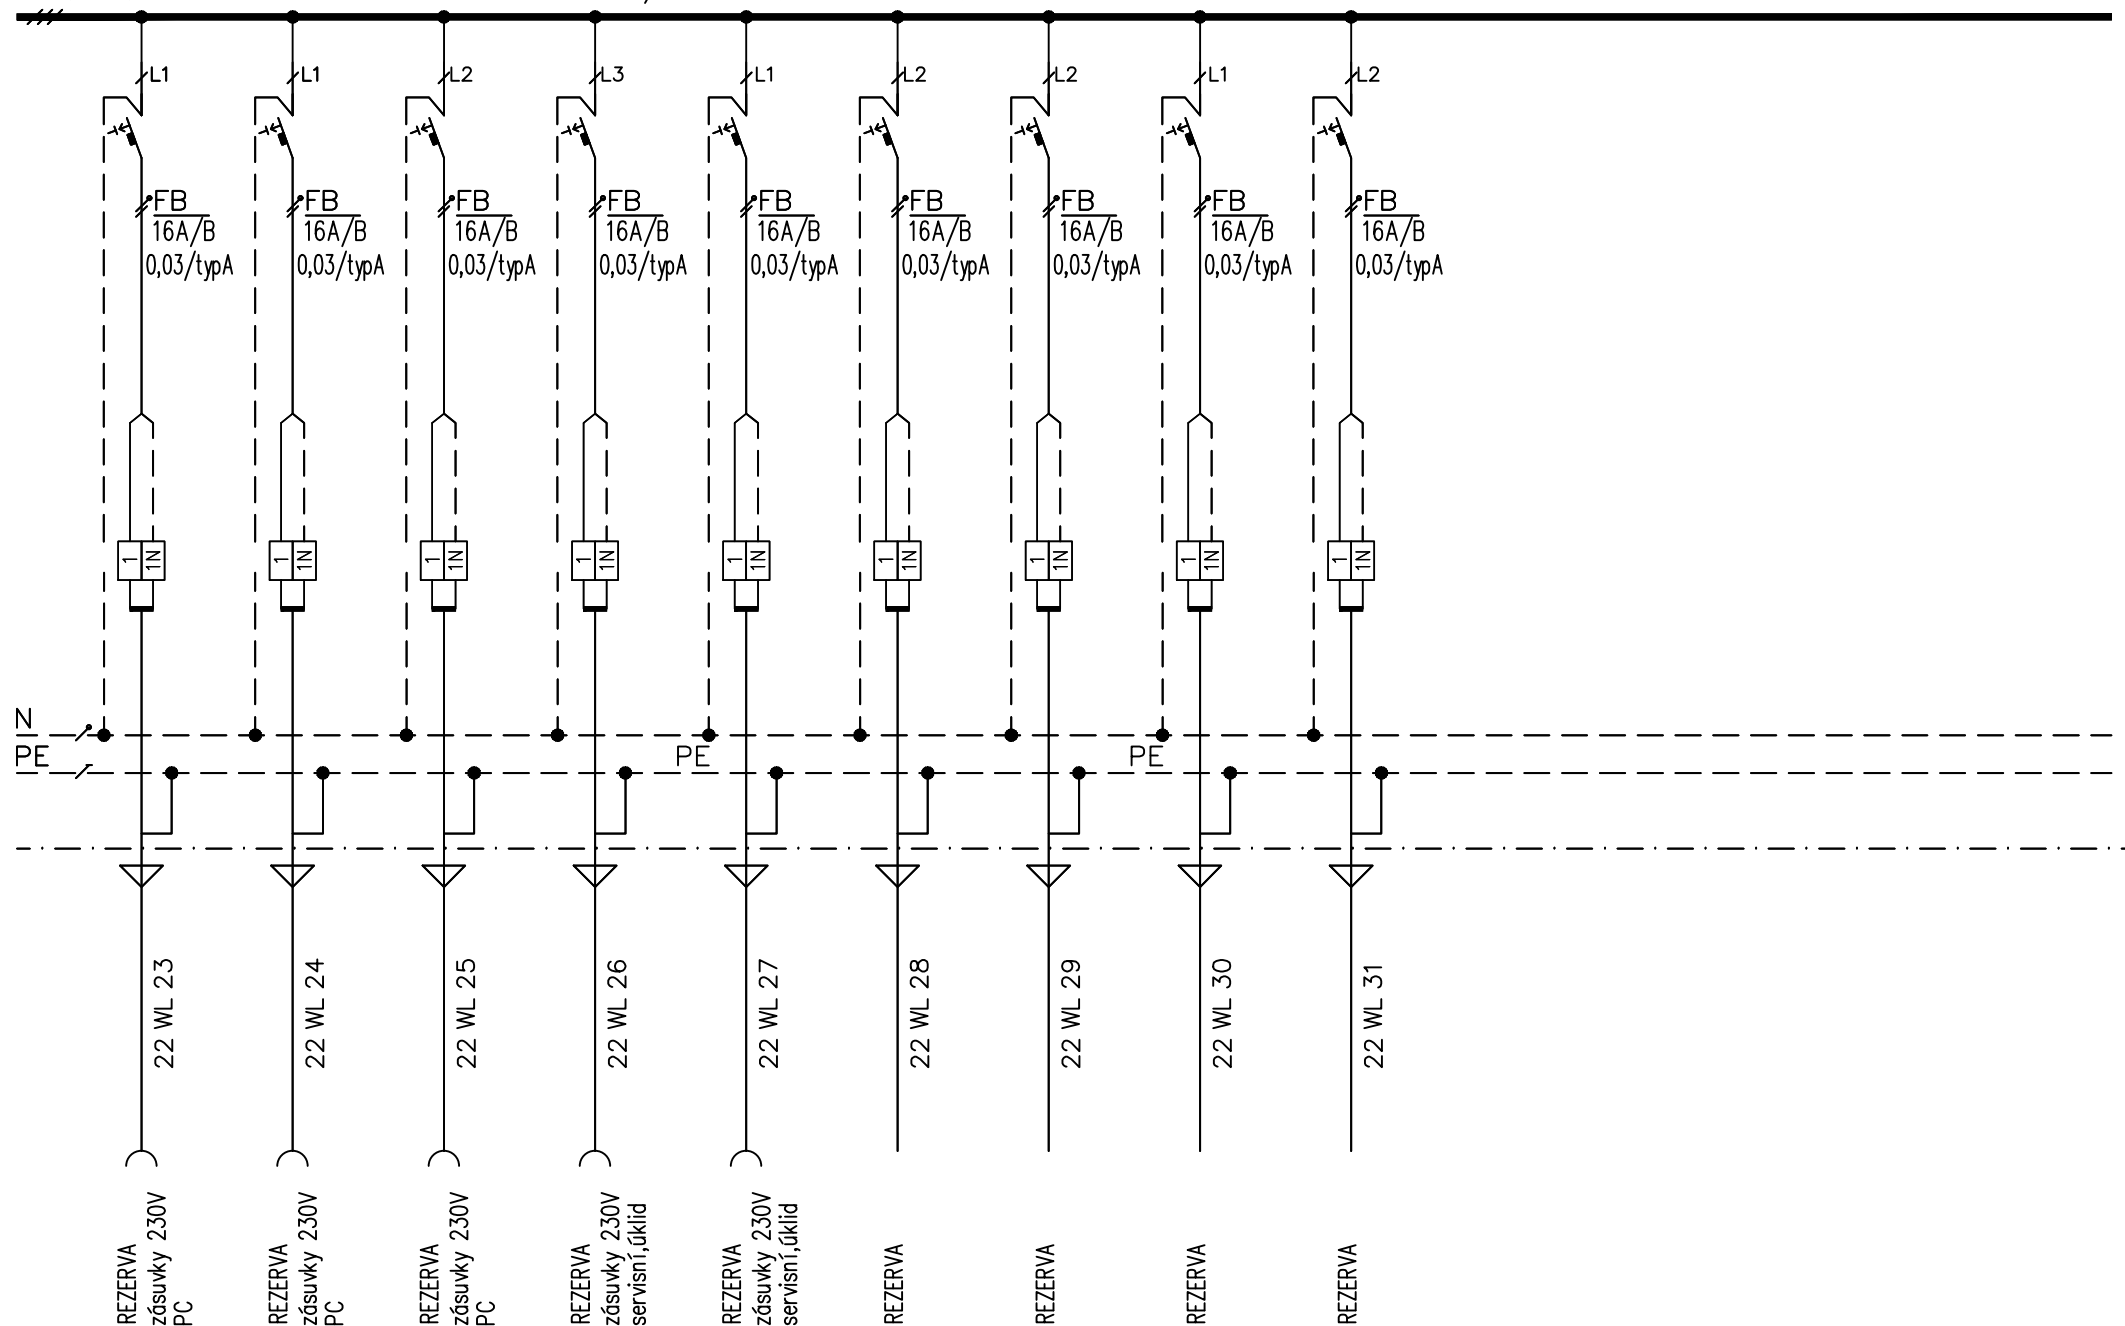 L1
L1
L2
L3
L1
L2
L2
L1
L2
FB
16A/B
0,03/typA
FB
16A/B
0,03/typA
FB
16A/B
0,03/typA
FB
16A/B
0,03/typA
FB
16A/B
0,03/typA
FB
16A/B
0,03/typA
FB
16A/B
0,03/typA
FB
16A/B
0,03/typA
FB
16A/B
0,03/typA
1
1N
1
1N
1
1N
1
1N
1
1N
1
1N
1
1N
1
1N
1
1N
N
PE
PE
PE
22 WL 23
22 WL 24
22 WL 25
22 WL 26
22 WL 27
22 WL 28
22 WL 29
22 WL 30
22 WL 31
REZERVA
zásuvky 230V
PC
REZERVA
zásuvky 230V
PC
REZERVA
zásuvky 230V
PC
REZERVA
zásuvky 230V
servisní,úklid
REZERVA
zásuvky 230V
servisní,úklid
REZERVA
REZERVA
REZERVA
REZERVA